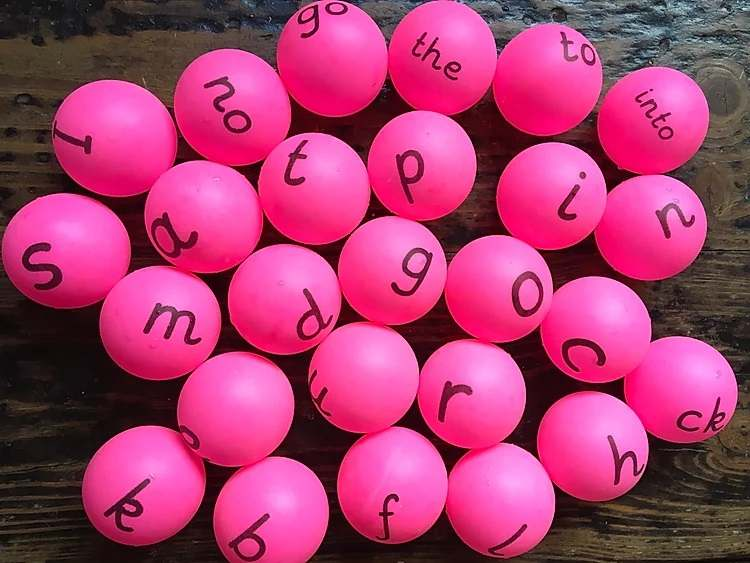 I no go the to into
s a t p i n
m d g o c ck
u r h
k b f l